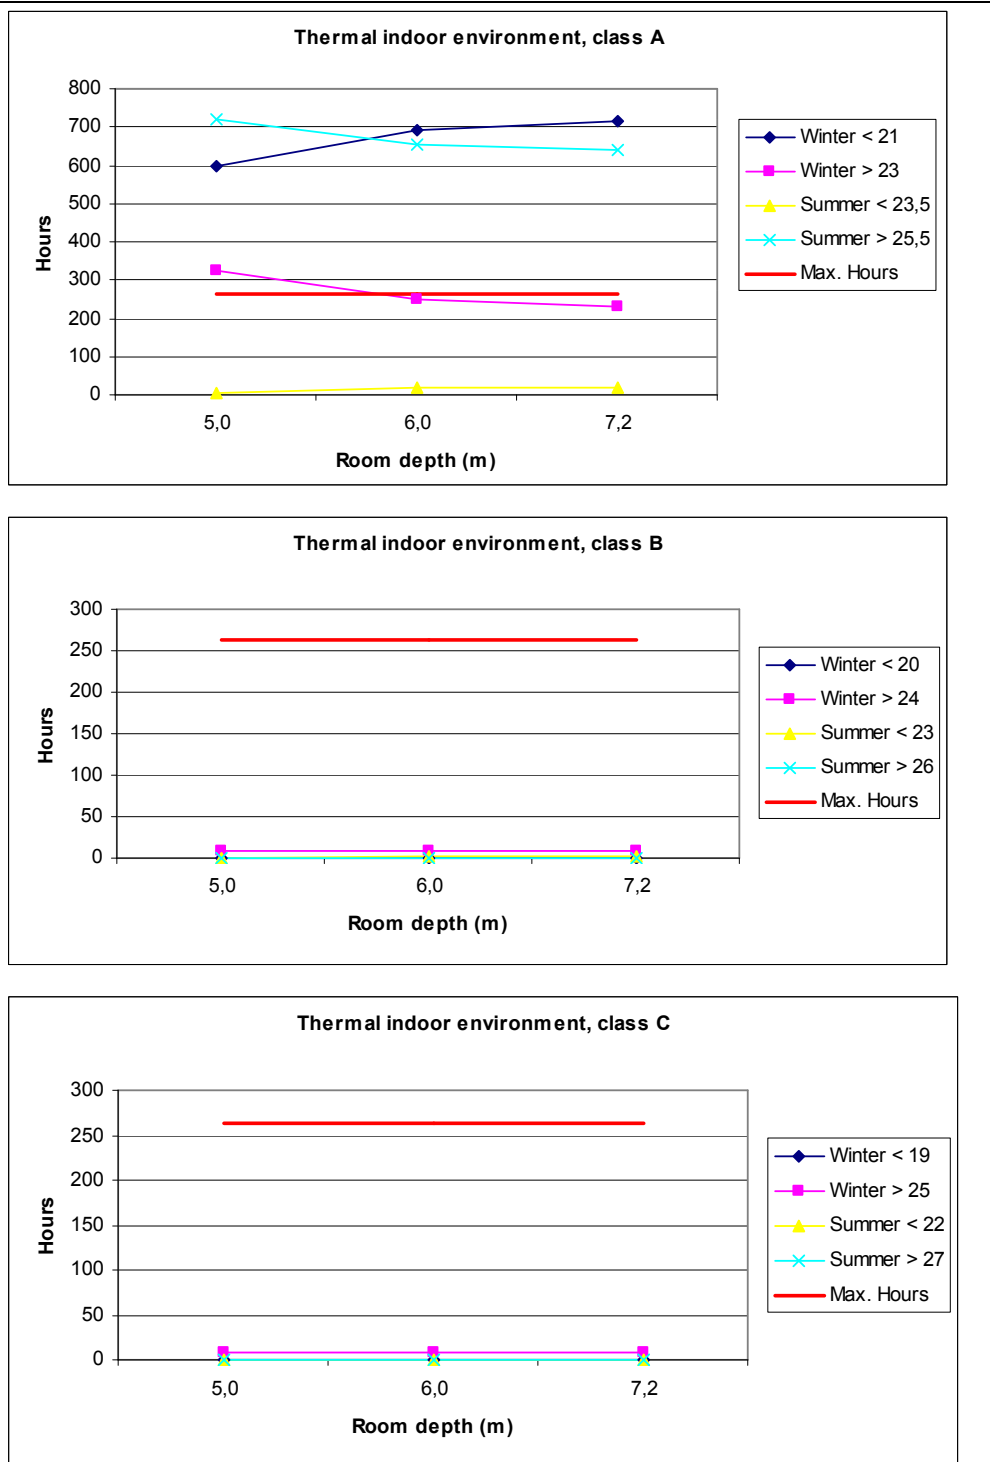 Thermal indoor environment, class A
800
700
600
500
400
300
200
100
0
Hours
5,0 6,0 7,2
Room depth (m)
Winter < 21
Winter > 23
Summer < 23,5
Summer > 25,5
Max. Hours
Thermal indoor environment, class B
300
250
200
150
100
50
0
Hours
5,0 6,0 7,2
Room depth (m)
Winter < 20
Winter > 24
Summer < 23
Summer > 26
Max. Hours
Thermal indoor environment, class C
300
250
200
150
100
50
0
Hours
5,0 6,0 7,2
Room depth (m)
Winter < 19
Winter > 25
Summer < 22
Summer > 27
Max. Hours